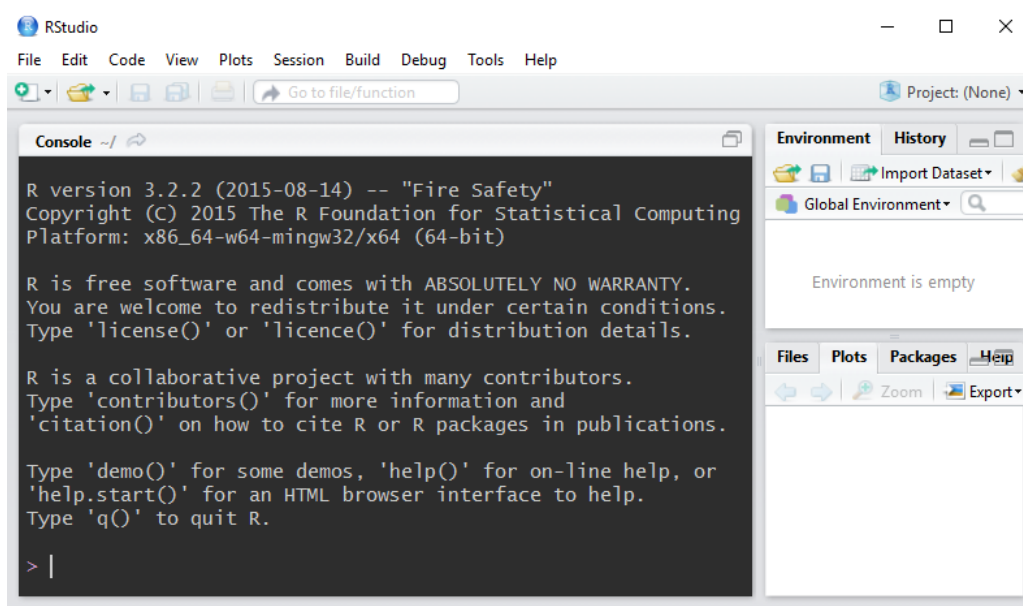 RStudio
File Edit Code View Plots Session Build Debug Tools Help
Go to file/function
Project: (None)
Console ~/
R version 3.2.2 (2015-08-14) -- "Fire Safety"
Copyright (C) 2015 The R Foundation for Statistical Computing
Platform: x86_64-w64-mingw32/x64 (64-bit)
R is free software and comes with ABSOLUTELY NO WARRANTY.
You are welcome to redistribute it under certain conditions.
Type 'license()' or 'licence()' for distribution details.
R is a collaborative project with many contributors.
Type 'contributors()' for more information and
'citation()' on how to cite R or R packages in publications.
Type 'demo()' for some demos, 'help()' for on-line help, or
'help.start()' for an HTML browser interface to help.
Type 'q()' to quit R.
>
Environment History
Import Dataset
Global Environment
Environment is empty
Files Plots Packages Help
Zoom Export